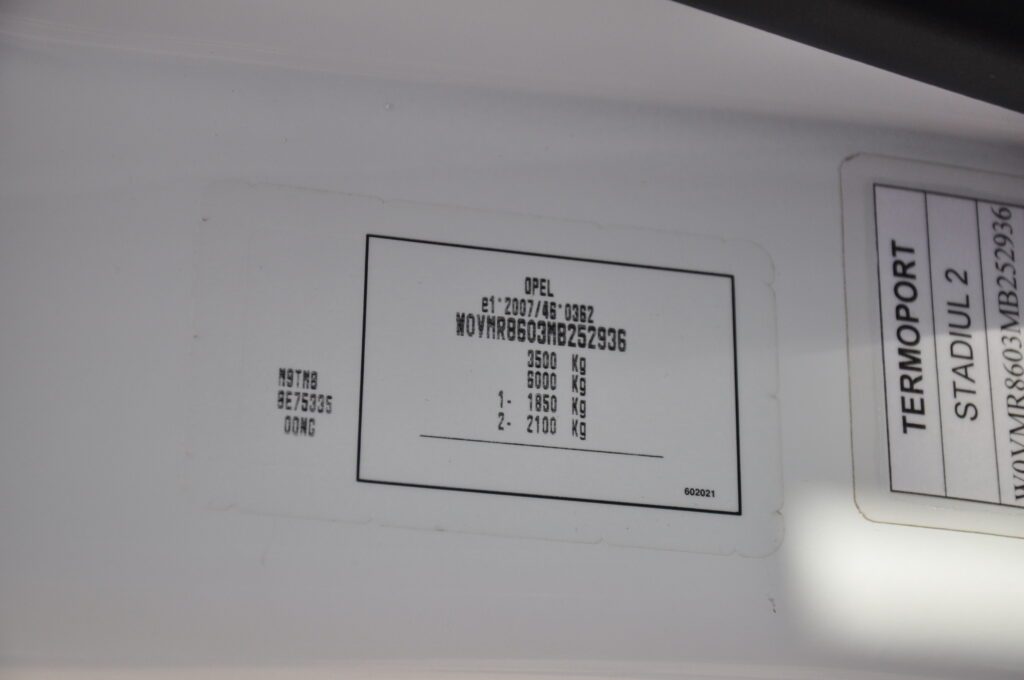 OPEL
e1*2007/46*0362
W0VMR8603MB252936
3500 Kg
6000 Kg
1- 1850 Kg
2- 2100 Kg
602021
M9TM8
8E75335
00MG
TERMOPORT
STADIUL 2
W0VMR8603MB252936